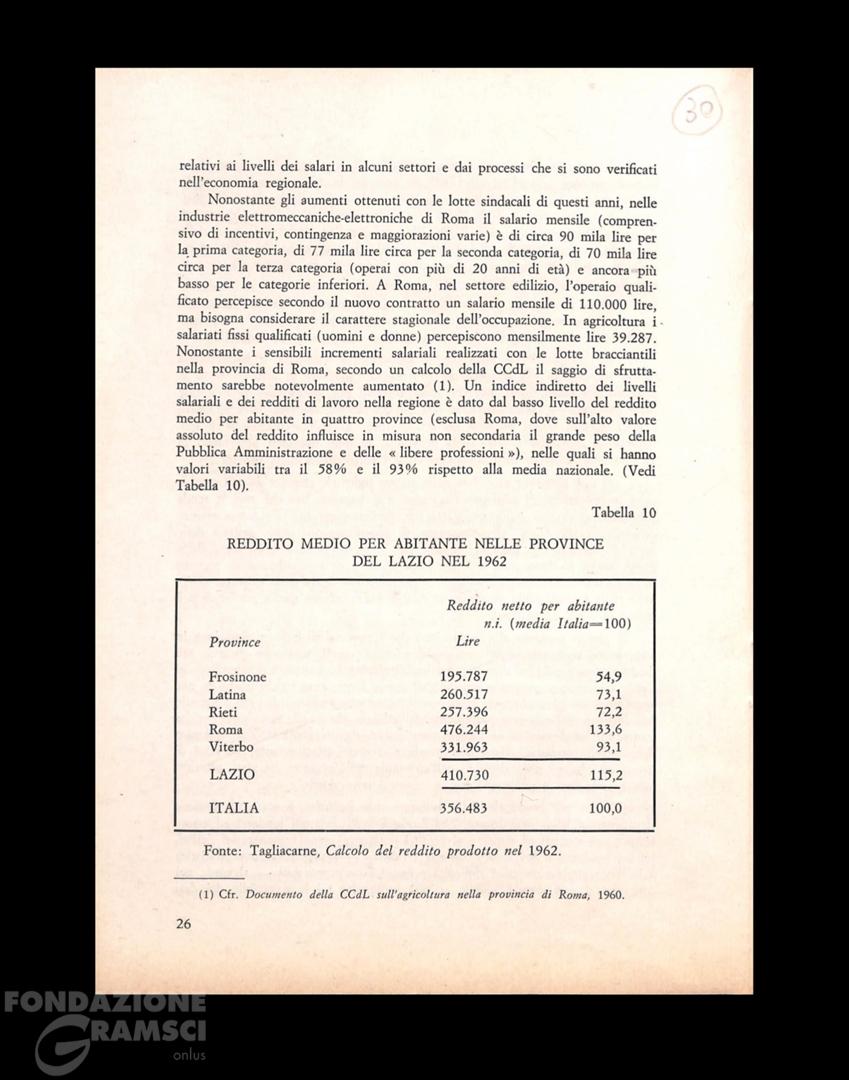 30
relativi ai livelli dei salari in alcuni settori e dai processi che si sono verificati
nell'economia regionale.
Nonostante gli aumenti ottenuti con le lotte sindacali di questi anni, nelle
industrie elettromeccaniche-elettroniche di Roma il salario mensile (compren-
sivo di incentivi, contingenza e maggiorazioni varie) è di circa 90 mila lire per
la prima categoria, di 77 mila lire circa per la seconda categoria, di 70 mila lire
circa per la terza categoria (operai con più di 20 anni di età) e ancora più
basso per le categorie inferiori. A Roma, nel settore edilizio, l'operaio quali-
ficato percepisce secondo il nuovo contratto un salario mensile di 110.000 lire,
ma bisogna considerare il carattere stagionale dell'occupazione. In agricoltura i
salariati fissi qualificati (uomini e donne) percepiscono mensilmente lire 39.287.
Nonostante i sensibili incrementi salariali realizzati con le lotte bracciantili
nella provincia di Roma, secondo un calcolo della CCdL il saggio di sfrutta-
mento sarebbe notevolmente aumentato (1). Un indice indiretto dei livelli
salariali e dei redditi di lavoro nella regione è dato dal basso livello del reddito
medio per abitante in quattro province (esclusa Roma, dove sull'alto valore
assoluto del reddito influisce in misura non secondaria il grande peso della
Pubblica Amministrazione e delle « libere professioni »), nelle quali si hanno
valori variabili tra il 58% e il 93% rispetto alla media nazionale. (Vedi
Tabella 10).
Tabella 10
REDDITO MEDIO PER ABITANTE NELLE PROVINCE
DEL LAZIO NEL 1962
Reddito netto per abitante
n.i. (media Italia=100)
Province Lire
Frosinone 195.787 54,9
Latina 260.517 73,1
Rieti 257.396 72,2
Roma 476.244 133,6
Viterbo 331.963 93,1
LAZIO 410.730 115,2
ITALIA 356.483 100,0
Fonte: Tagliacarne, Calcolo del reddito prodotto nel 1962.
(1) Cfr. Documento della CCdL sull'agricoltura nella provincia di Roma, 1960.
26
FONDAZIONE
GRAMSCI
onlus